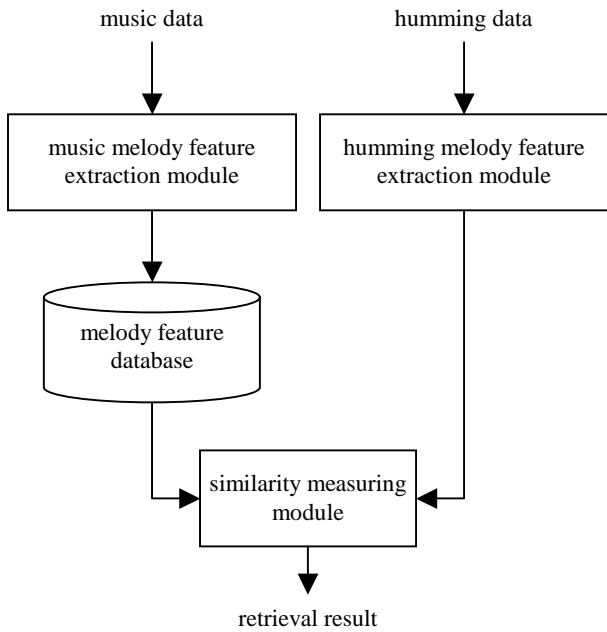 music data
humming data
music melody feature
extraction module
humming melody feature
extraction module
melody feature
database
similarity measuring
module
retrieval result